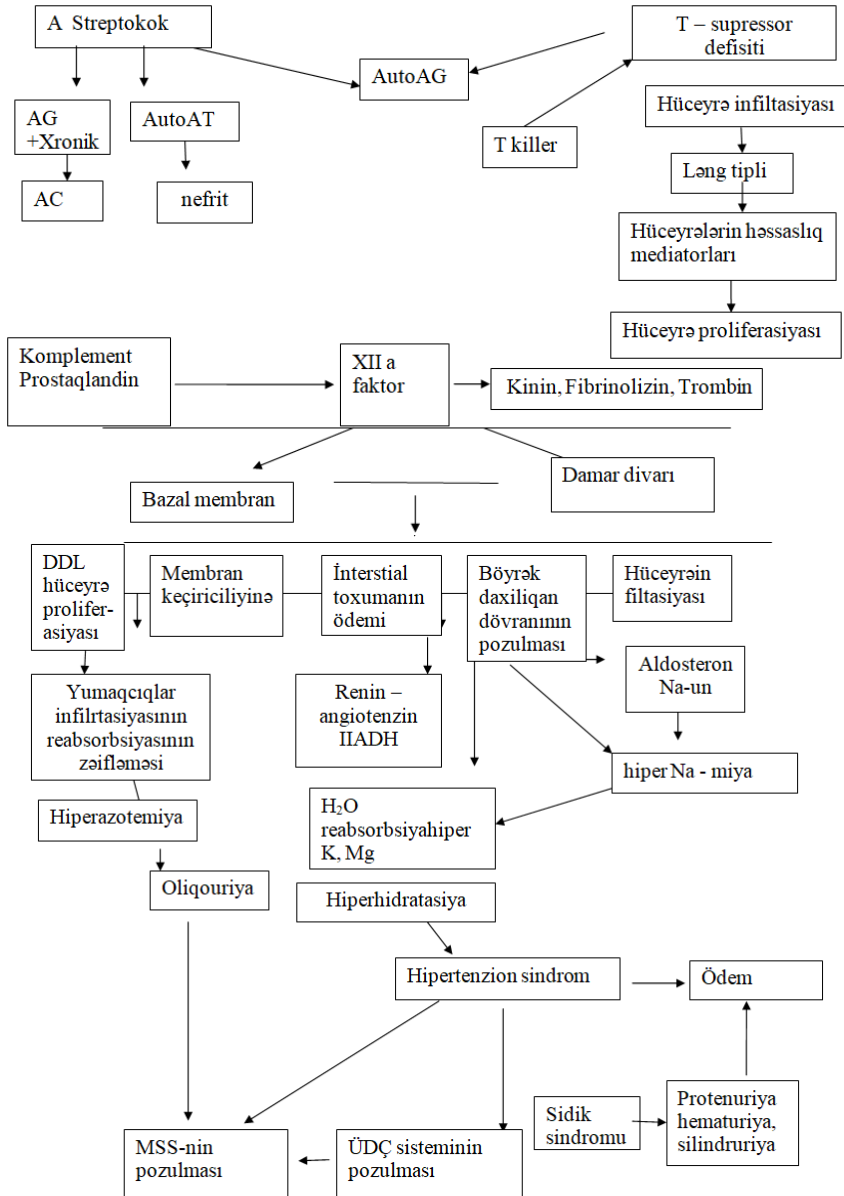 A Streptokok
T – supressor
defisiti
AutoAG
AG
+Xronik
AutoAT
T killer
Hüceyrə infiltasiyası
AC
nefrit
Ləng tipli
Hüceyrələrin həssaslıq
mediatorları
Hüceyrə proliferasiyası
Komplement
Prostaqlandin
XII a
faktor
Kinin, Fibrinolizin, Trombin
Bazal membran
Damar divarı
DDL
hüceyrə
prolifer-
asiyası
Membran
keçiriciliyinə
İnterstial
toxumanın
ödemi
Böyrək
daxiliqan
dövranının
pozulması
Hüceyrəin
filtasiyası
Yumaqcıqlar
infilrtasiyasının
reabsorbsiyasının
zəifləməsi
Renin –
angiotenzin
IIADH
Aldosteron
Na-un
hiper Na - miya
Hiperazotemiya
H₂O
reabsorbsiyahiper
K, Mg
Oliqouriya
Hiperhidratasiya
Hipertenzion sindrom
Ödem
Sidik
sindromu
Protenuriya
hematuriya,
silindruriya
MSS-nin
pozulması
ÜDÇ sisteminin
pozulması